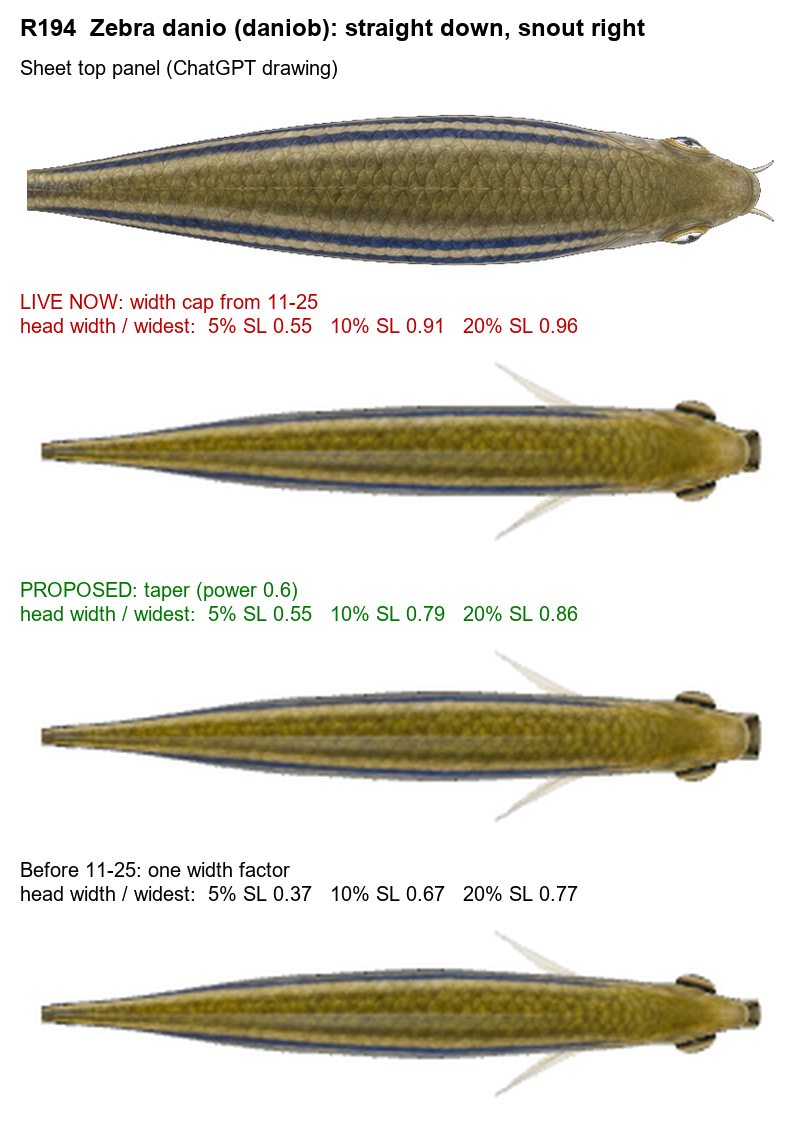 R194  Zebra danio (daniob): straight down, snout right
Sheet top panel (ChatGPT drawing)
LIVE NOW: width cap from 11-25
head width / widest:  5% SL 0.55   10% SL 0.91   20% SL 0.96
PROPOSED: taper (power 0.6)
head width / widest:  5% SL 0.55   10% SL 0.79   20% SL 0.86
Before 11-25: one width factor
head width / widest:  5% SL 0.37   10% SL 0.67   20% SL 0.77